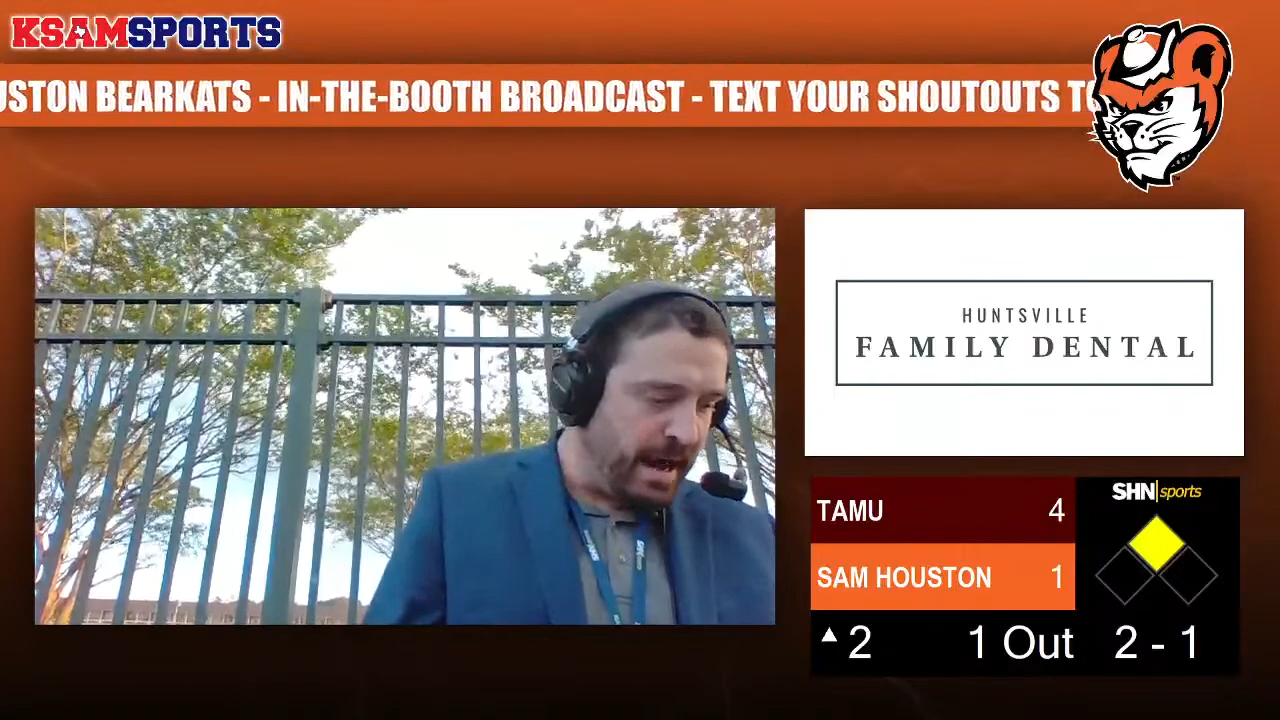 KSAMSPORTS
USTON BEARKATS - IN-THE-BOOTH BROADCAST - TEXT YOUR SHOUTOUTS TO
HUNTSVILLE
FAMILY DENTAL
SHN|sports
TAMU 4
SAM HOUSTON 1
▲ 2 1 Out 2 - 1